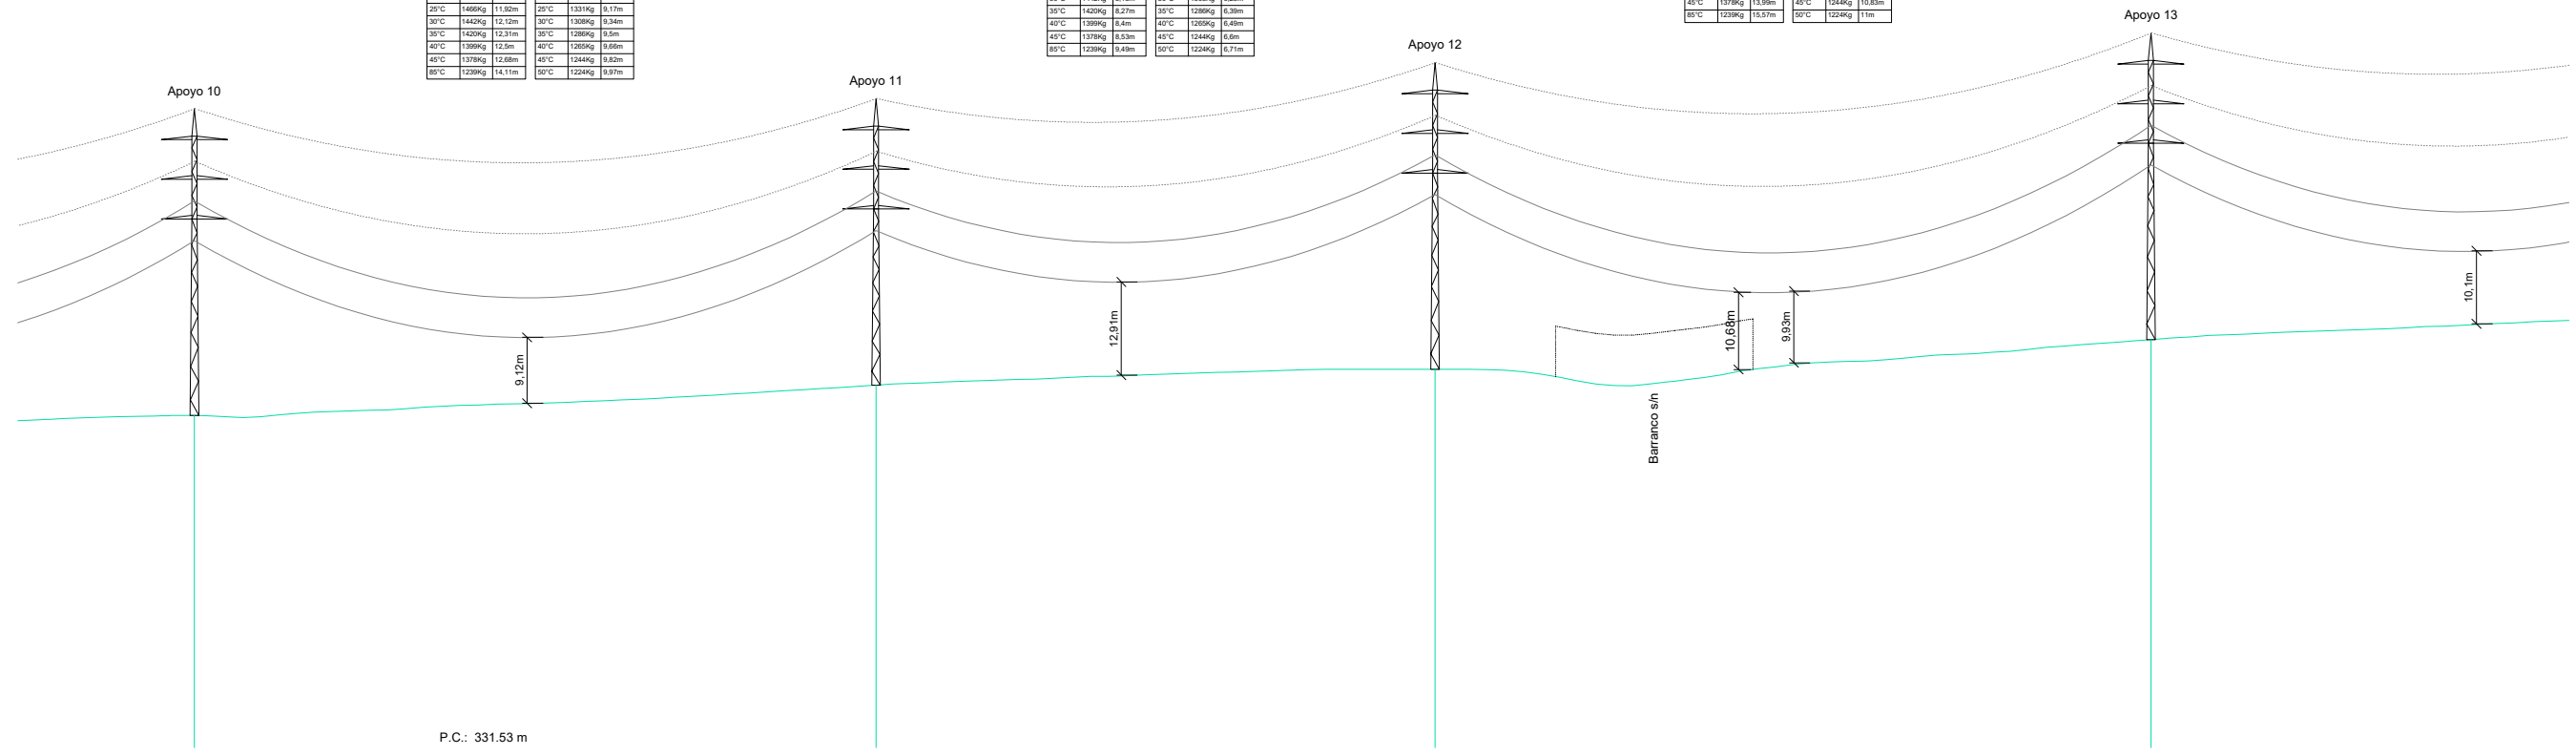 25°C 1466Kg 11,92m 25°C 1331Kg 9,17m
30°C 1442Kg 12,12m 30°C 1308Kg 9,34m
35°C 1420Kg 12,31m 35°C 1286Kg 9,5m
40°C 1399Kg 12,5m 40°C 1265Kg 9,66m
45°C 1378Kg 12,68m 45°C 1244Kg 9,82m
85°C 1239Kg 14,11m 50°C 1224Kg 9,97m
35°C 1420Kg 8,27m 35°C 1286Kg 6,39m
40°C 1399Kg 8,4m 40°C 1265Kg 6,49m
45°C 1378Kg 8,53m 45°C 1244Kg 6,6m
85°C 1239Kg 9,49m 50°C 1224Kg 6,71m
45°C 1378Kg 13,99m 45°C 1244Kg 10,83m
85°C 1239Kg 15,57m 50°C 1224Kg 11m
Apoyo 10
Apoyo 11
Apoyo 12
Apoyo 13
9,12m
12,91m
10,68m
9,93m
10,1m
Barranco s/n
P.C.: 331.53 m